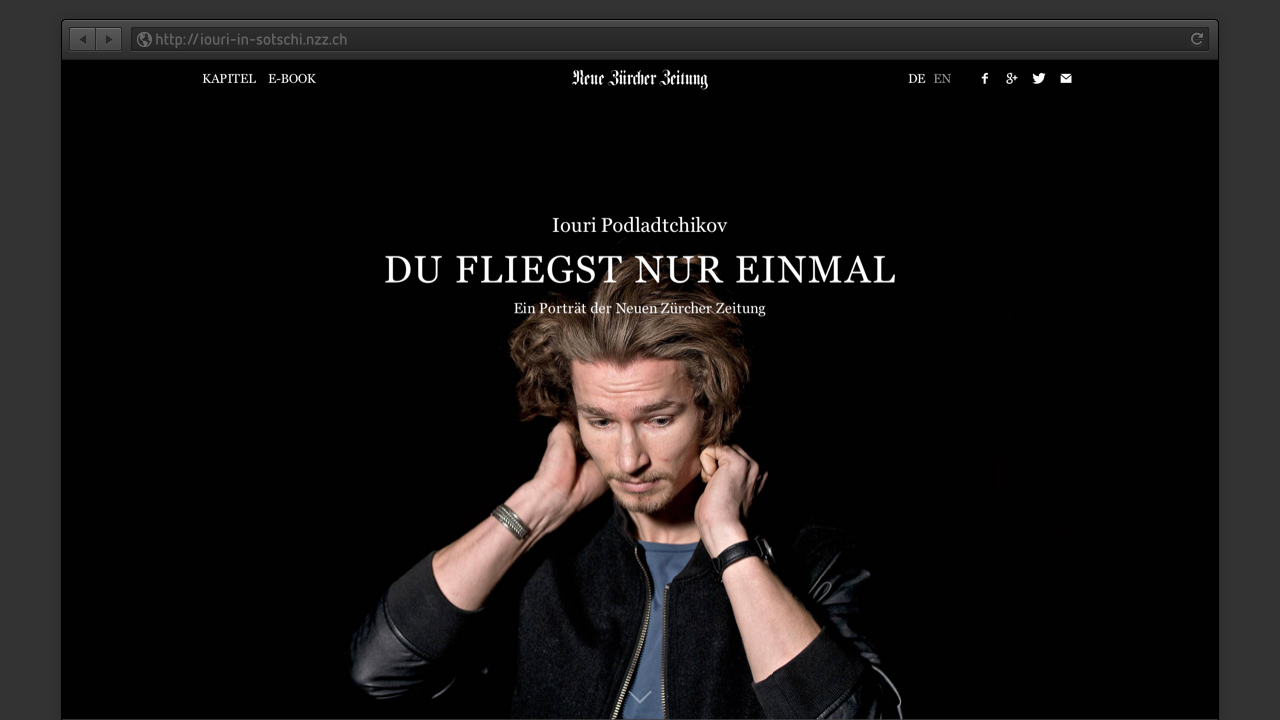 http://iouri-in-sotschi.nzz.ch
KAPITEL E-BOOK Neue Zürcher Zeitung DE EN
Iouri Podladtchikov
DU FLIEGST NUR EINMAL
Ein Porträt der Neuen Zürcher Zeitung